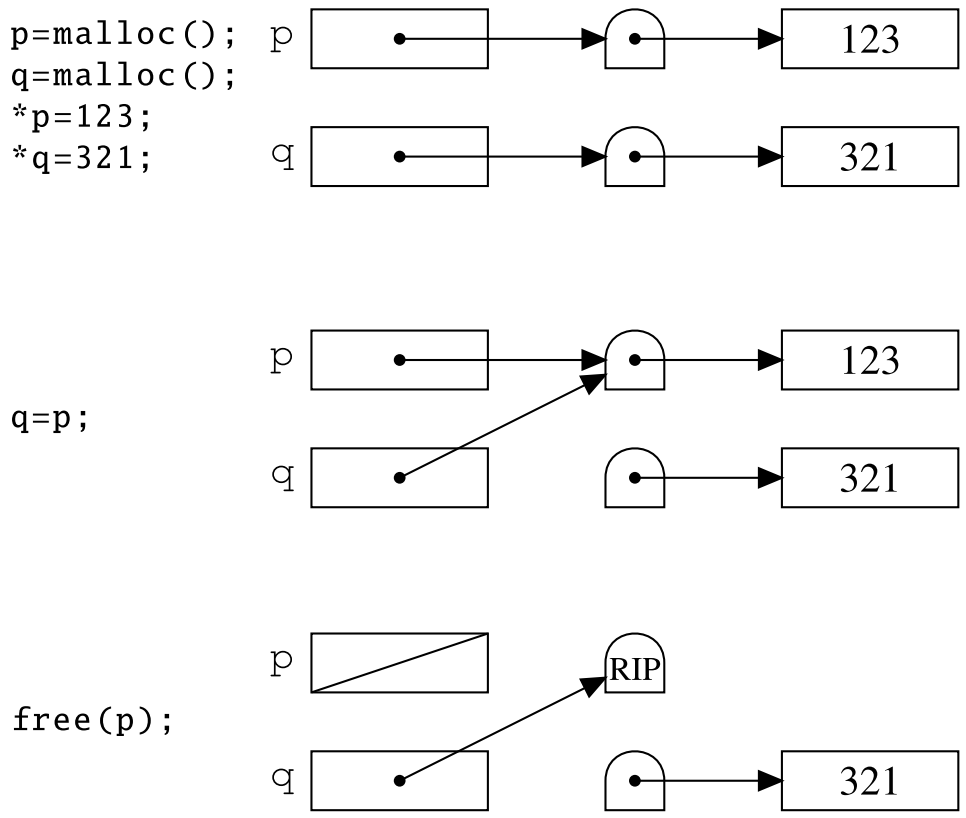 p=malloc(); p 123
q=malloc();
*p=123;
*q=321; q 321
p 123
q=p;
q 321
p RIP
free(p);
q 321